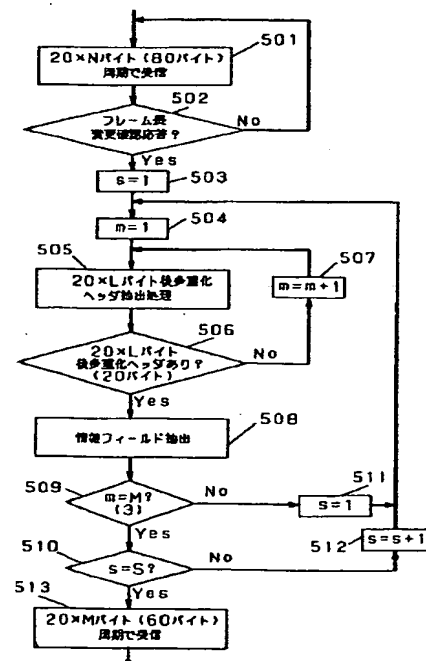 501
20×Nバイト(80バイト)
周期で受信
502
フレーム長
変更確認応答?
No
Yes
s=1
503
m=1
504
505
20×Lバイト後多重化
ヘッダ抽出処理
507
m=m+1
506
20×Lバイト
後多重化ヘッダあり?
(20バイト)
No
Yes
情報フィールド抽出
508
509
m=M?
(3)
No
s=1
511
Yes
510
s=S?
No
512
s=s+1
Yes
513
20×Mバイト(60バイト)
周期で受信